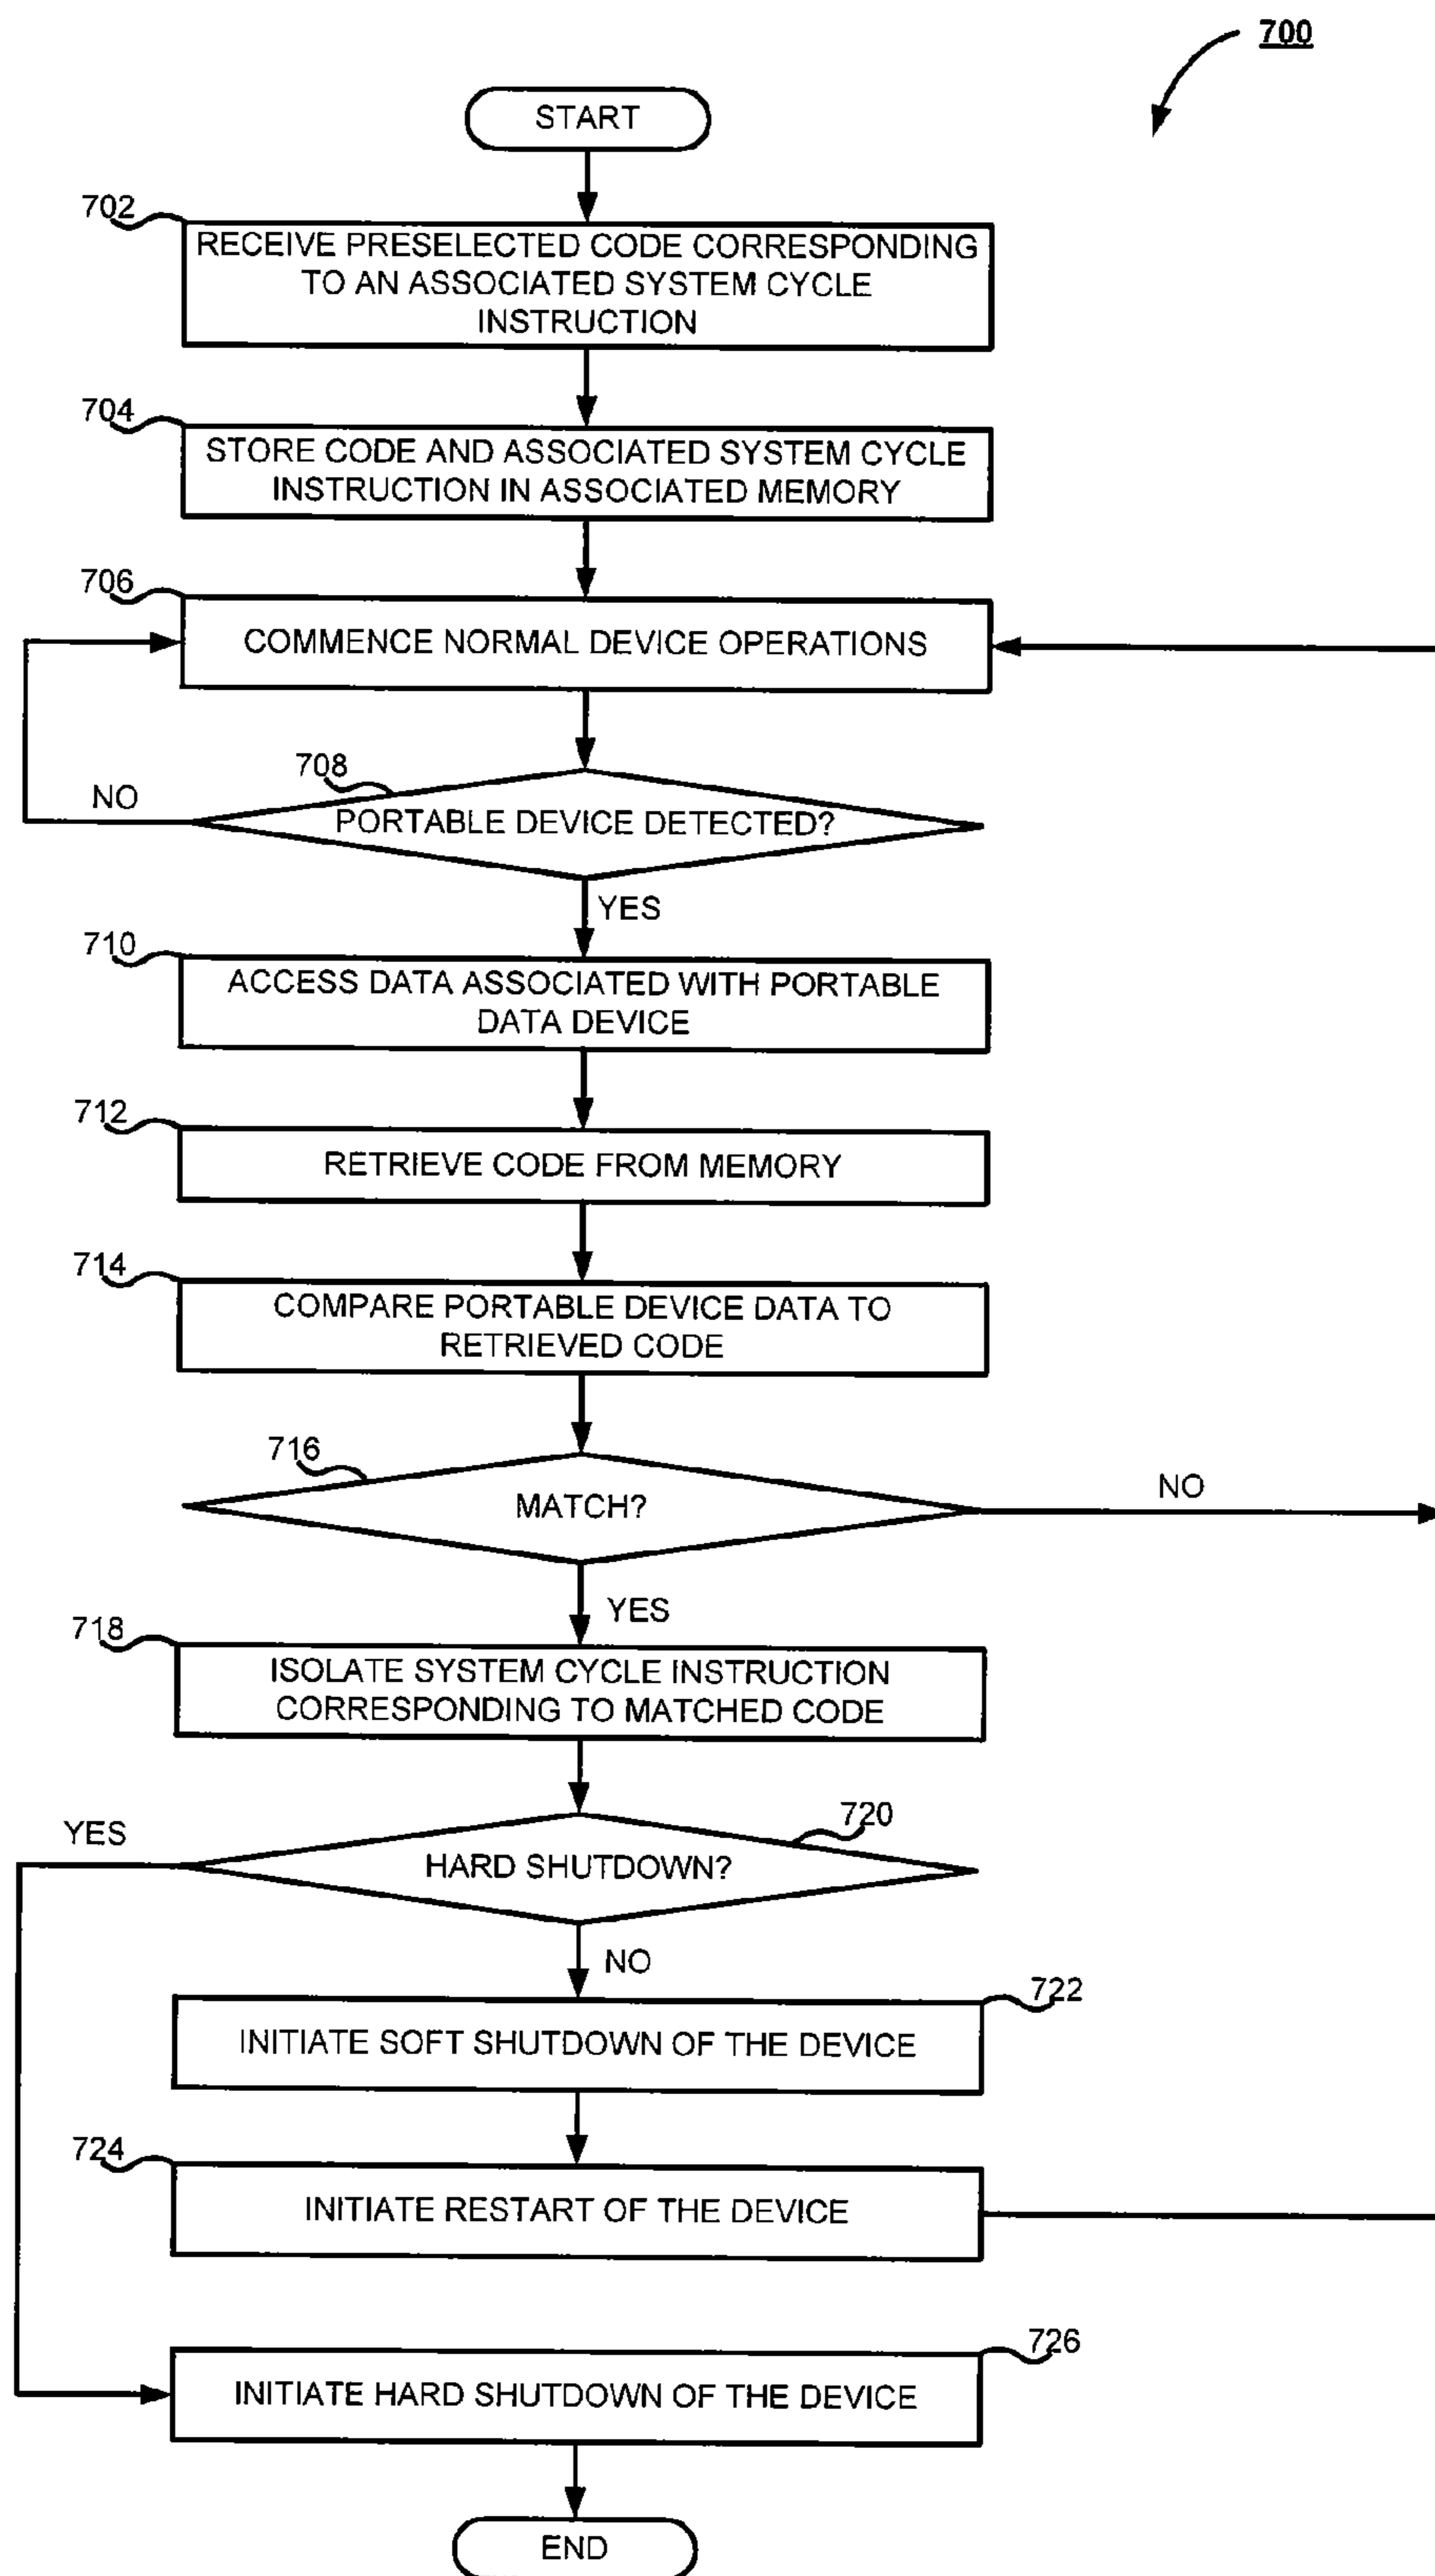 700
START
702
RECEIVE PRESELECTED CODE CORRESPONDING
TO AN ASSOCIATED SYSTEM CYCLE
INSTRUCTION
704
STORE CODE AND ASSOCIATED SYSTEM CYCLE
INSTRUCTION IN ASSOCIATED MEMORY
706
COMMENCE NORMAL DEVICE OPERATIONS
708
NO
PORTABLE DEVICE DETECTED?
YES
710
ACCESS DATA ASSOCIATED WITH PORTABLE
DATA DEVICE
712
RETRIEVE CODE FROM MEMORY
714
COMPARE PORTABLE DEVICE DATA TO
RETRIEVED CODE
716
NO
MATCH?
YES
718
ISOLATE SYSTEM CYCLE INSTRUCTION
CORRESPONDING TO MATCHED CODE
720
YES
HARD SHUTDOWN?
NO
722
INITIATE SOFT SHUTDOWN OF THE DEVICE
724
INITIATE RESTART OF THE DEVICE
726
INITIATE HARD SHUTDOWN OF THE DEVICE
END